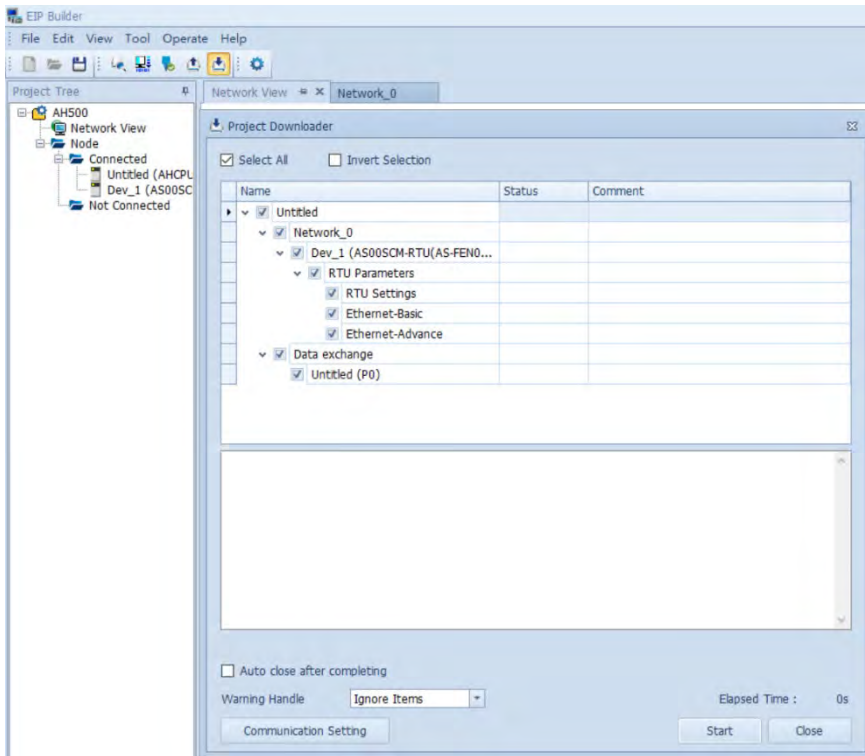 EIP Builder
File Edit View Tool Operate Help
Project Tree
Network View
Network_0
AH500
Network View
Node
Connected
Untitled (AHCPU
Dev_1 (AS00SC
Not Connected
Project Downloader
Select All Invert Selection
Name Status Comment
Untitled
Network_0
Dev_1 (AS00SCM-RTU(AS-FEN0...
RTU Parameters
RTU Settings
Ethernet-Basic
Ethernet-Advance
Data exchange
Untitled (P0)
Auto close after completing
Warning Handle Ignore Items Elapsed Time : 0s
Communication Setting Start Close